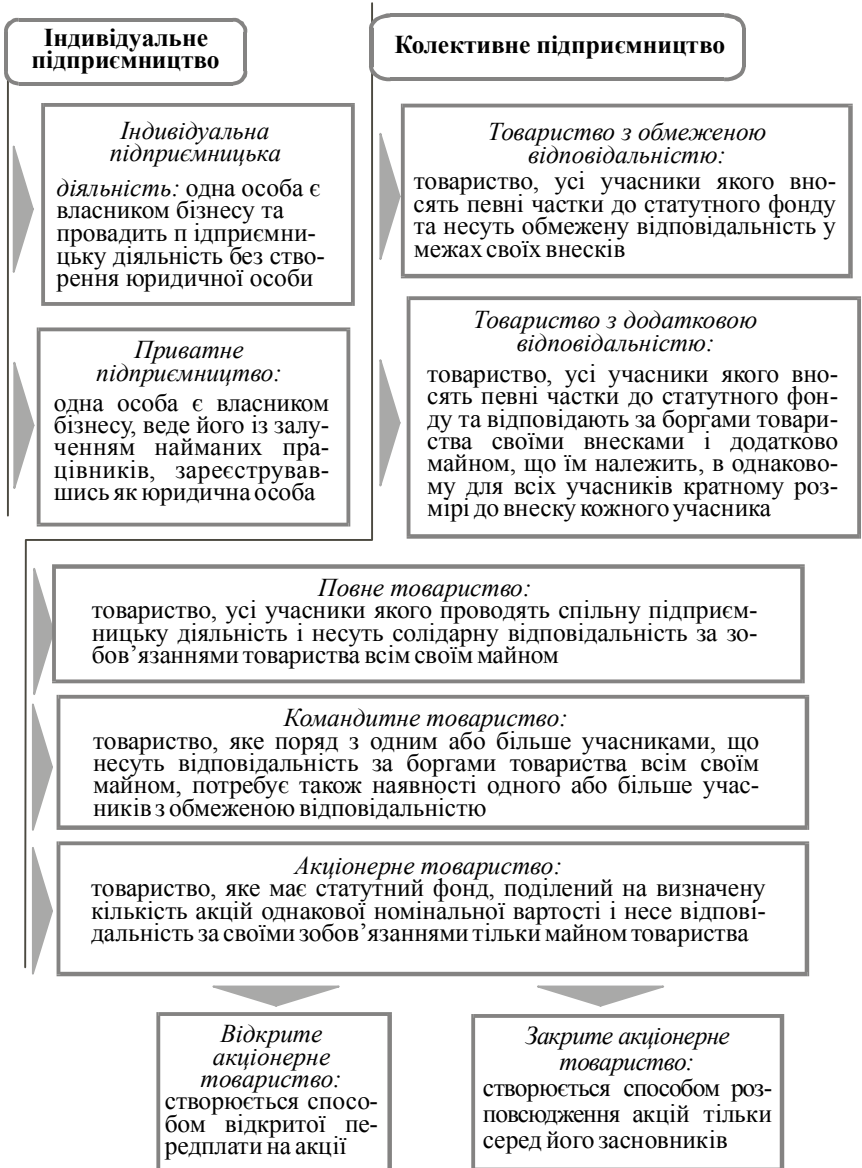 Індивідуальне
підприємництво
Колективне підприємництво
Індивідуальна
підприємницька
діяльність: одна особа є
власником бізнесу та
провадить п ідприємни-
цьку діяльність без ство-
рення юридичної особи
Приватне
підприємництво:
одна особа є власником
бізнесу, веде його із залу-
ченням найманих пра-
цівників, зареєстрував-
шись як юридична особа
Товариство з обмеженою
відповідальністю:
товариство, усі учасники якого вно-
сять певні частки до статутного фонду
та несуть обмежену відповідальність у
межах своїх внесків
Товариство з додатковою
відповідальністю:
товариство, усі учасники якого вно-
сять певні частки до статутного фон-
ду та відповідають за боргами товари-
ства своїми внесками і додатково
майном, що їм належить, в однаково-
му для всіх учасників кратному роз-
мірі до внеску кожного учасника
Повне товариство:
товариство, усі учасники якого проводять спільну підприєм-
ницьку діяльність і несуть солідарну відповідальність за зо-
бов’язаннями товариства всім своїм майном
Командитне товариство:
товариство, яке поряд з одним або більше учасниками, що
несуть відповідальність за боргами товариства всім своїм
майном, потребує також наявності одного або більше учас-
ників з обмеженою відповідальністю
Акціонерне товариство:
товариство, яке має статутний фонд, поділений на визначену
кількість акцій однакової номінальної вартості і несе відпові-
дальність за своїми зобов’язаннями тільки майном товариства
Відкрите
акціонерне
товариство:
створюється спосо-
бом відкритої пе-
редплати на акції
Закрите акціонерне
товариство:
створюється способом роз-
повсюдження акцій тільки
серед його засновників